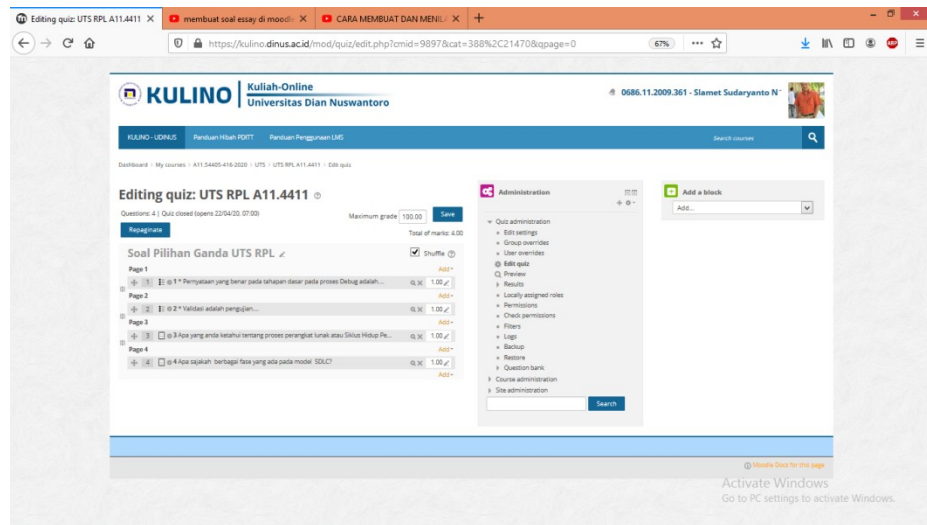 Editing quiz: UTS RPL A11.4411
membuat soal essay di moodl
CARA MEMBUAT DAN MENIL
https://kulino.dinus.ac.id/mod/quiz/edit.php?cmid=9897&cat=388%2C21470&qpage=0
67%
KULINO
Kuliah-Online
Universitas Dian Nuswantoro
0686.11.2009.361 - Slamet Sudaryanto N
KULINO - UDINUS Panduan Hibah PDITT Panduan Penggunaan LMS
Search courses
Dashboard My courses A11.54405-416-2020 UTS UTS RPL A11.4411 Edit quiz
Editing quiz: UTS RPL A11.4411
Questions: 4 | Quiz closed (opens 22/04/20, 07:00)
Maximum grade 100.00 Save
Repaginate
Total of marks: 4.00
Soal Pilihan Ganda UTS RPL
Shuffle
Page 1 Add
1 1 * Pernyataan yang benar pada tahapan dasar pada proses Debug adalah.... 1.00
Page 2 Add
2 2 * Validasi adalah pengujian.... 1.00
Page 3 Add
3 3 Apa yang anda ketahui tentang proses perangkat lunak atau Siklus Hidup Pe... 1.00
Page 4 Add
4 4 Apa sajakah berbagai fase yang ada pada model SDLC? 1.00
Add
Administration
Quiz administration
Edit settings
Group overrides
User overrides
Edit quiz
Preview
Results
Locally assigned roles
Permissions
Check permissions
Filters
Logs
Backup
Restore
Question bank
Course administration
Site administration
Search
Add a block
Add...
Moodle Docs for this page
Activate Windows
Go to PC settings to activate Windows.